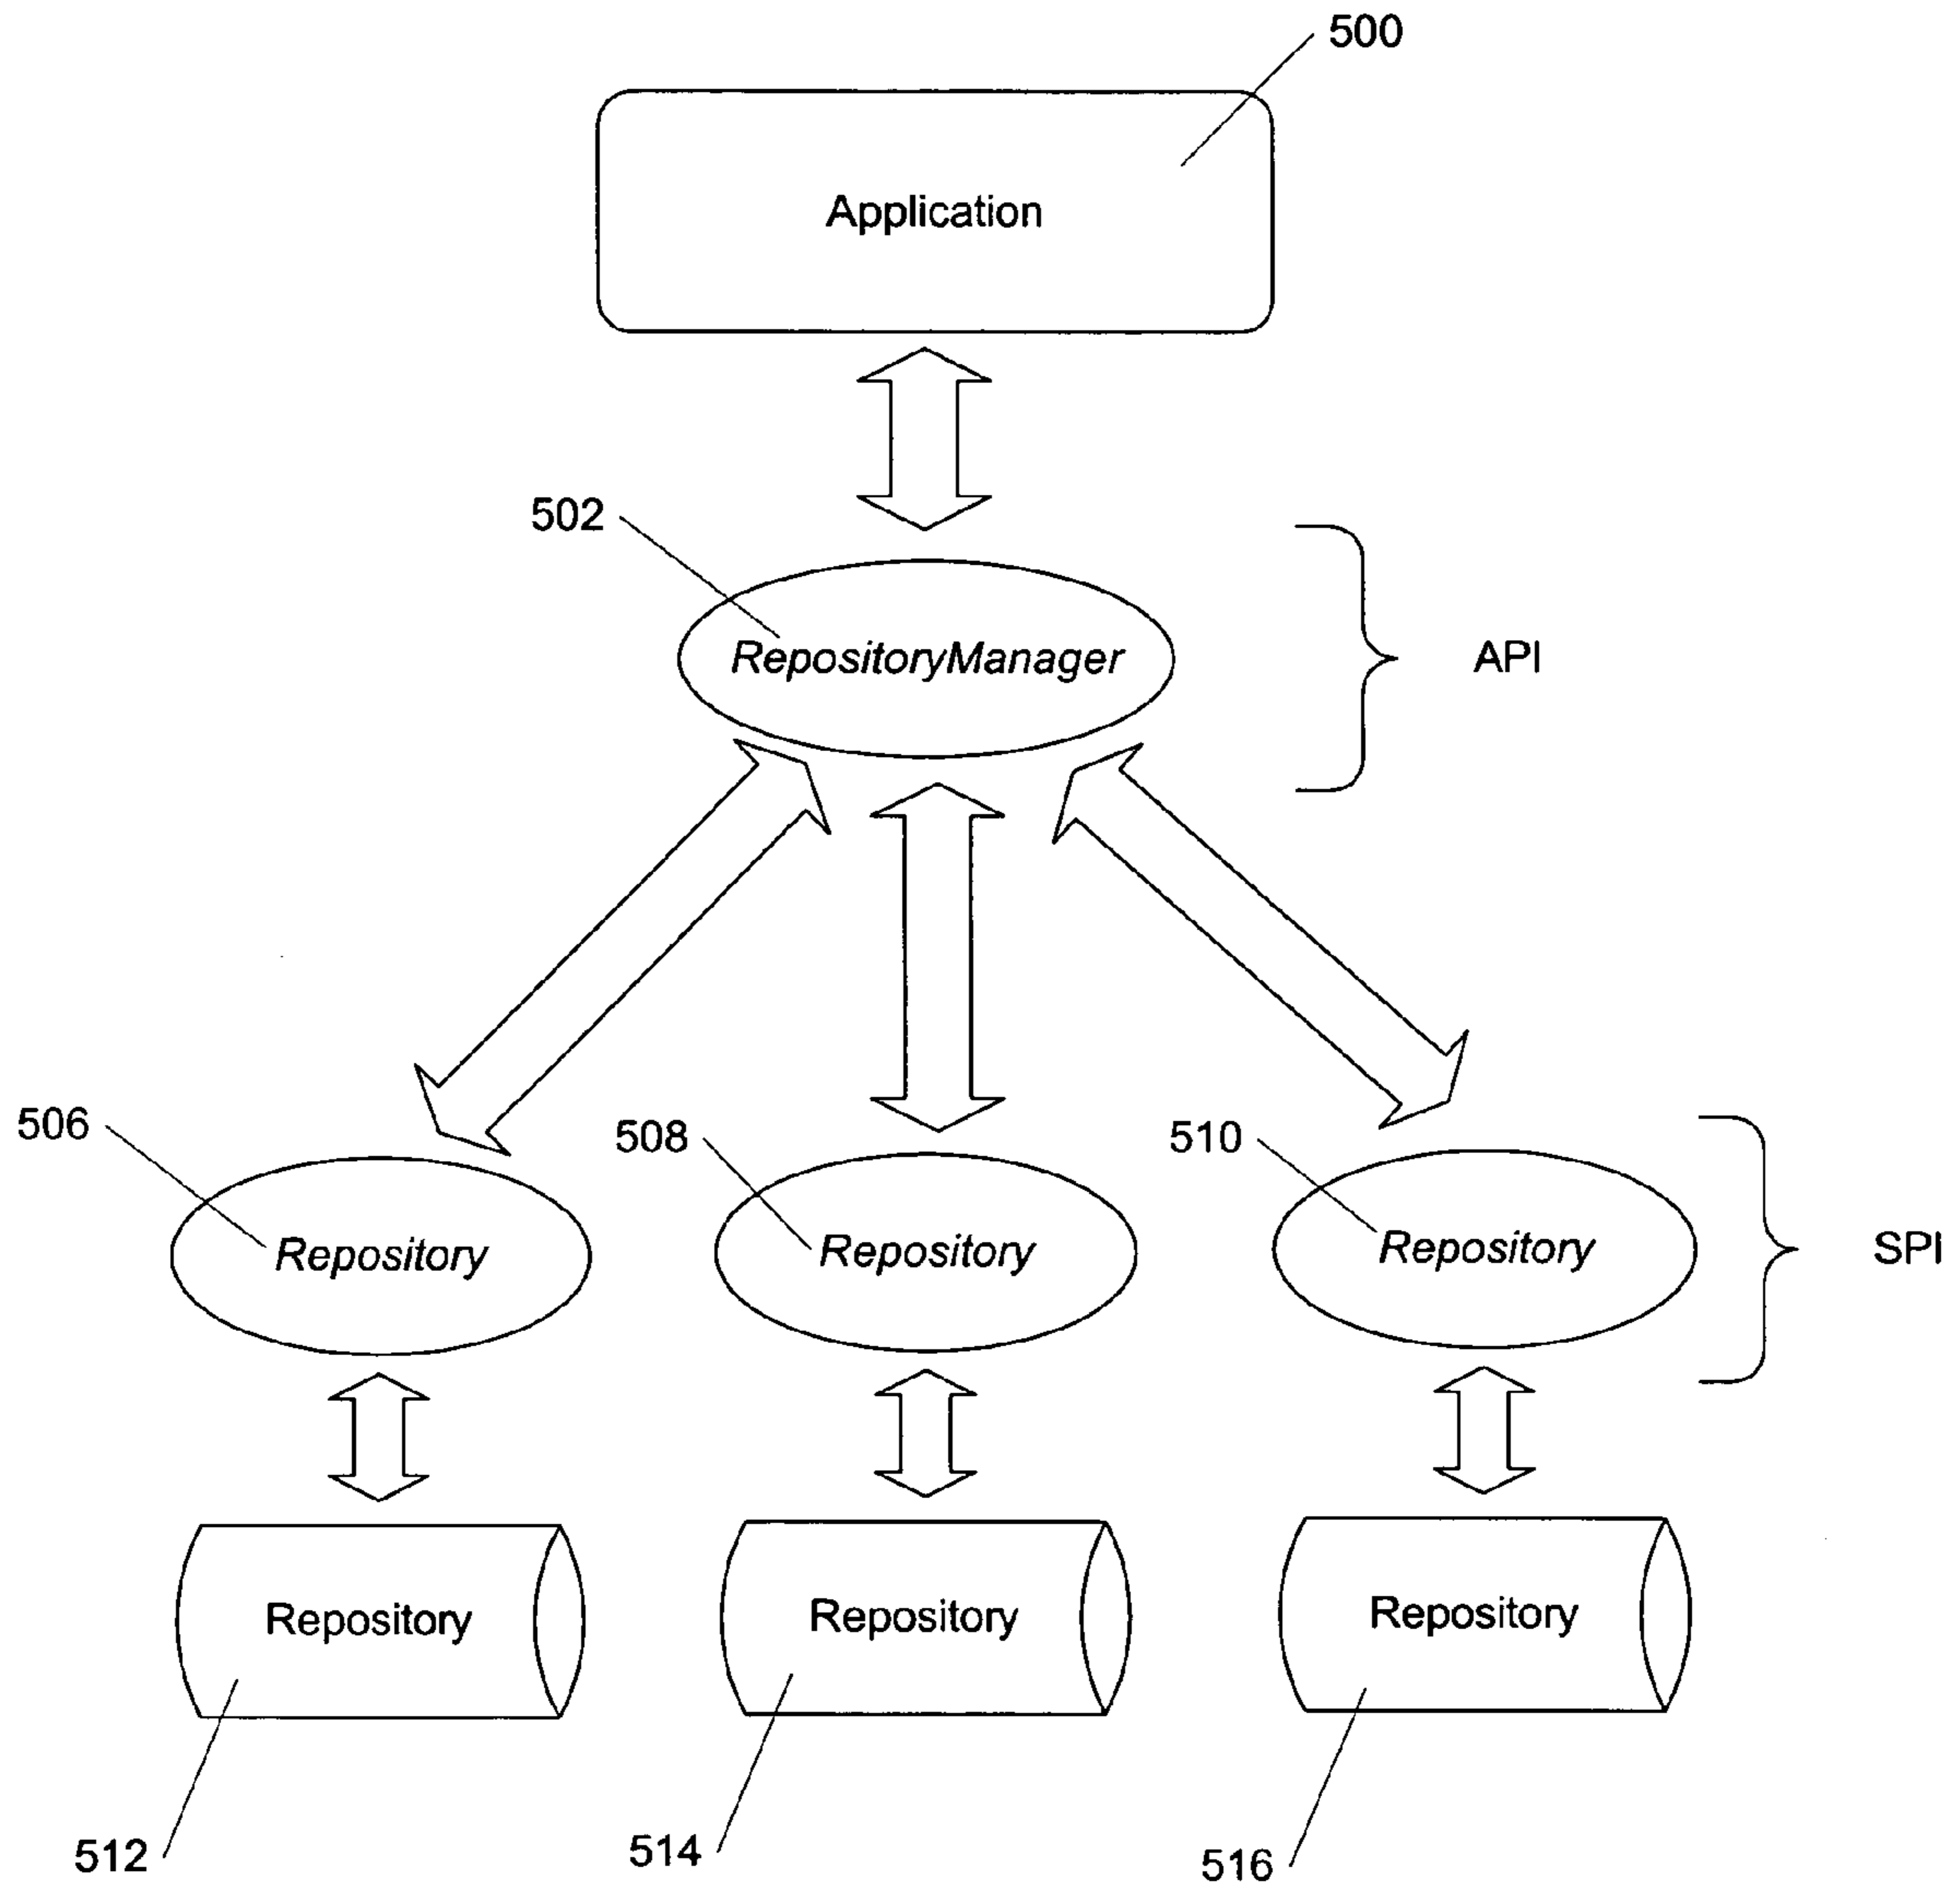 500
Application
502
RepositoryManager
API
506
508
510
Repository
Repository
Repository
SPI
Repository
Repository
Repository
512
514
516